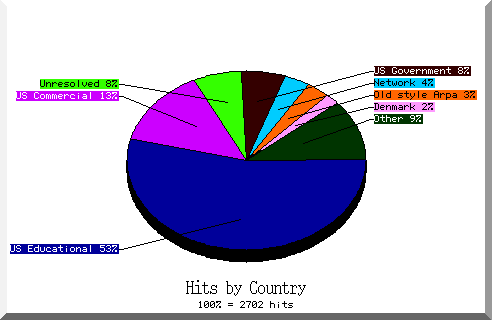 US Government 8%
Unresolved 8%
Network 4%
US Commercial 13%
Old style Arpa 3%
Denmark 2%
Other 9%
US Educational 53%
Hits by Country
100% = 2702 hits